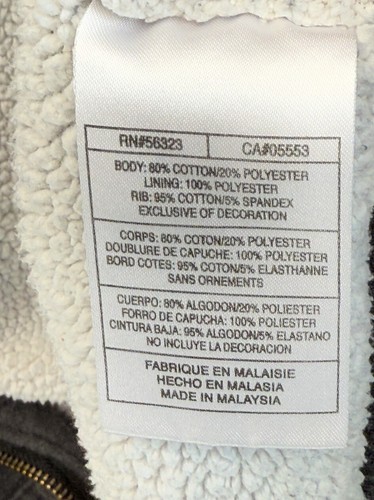 RN#56323 CA#05553
BODY: 80% COTTON/20% POLYESTER
LINING: 100% POLYESTER
RIB: 95% COTTON/5% SPANDEX
EXCLUSIVE OF DECORATION
CORPS: 80% COTON/20% POLYESTER
DOUBLURE DE CAPUCHE: 100% POLYESTER
BORD COTES: 95% COTON/5% ELASTHANNE
SANS ORNEMENTS
CUERPO: 80% ALGODON/20% POLIESTER
FORRO DE CAPUCHA: 100% POLIESTER
CINTURA BAJA: 95% ALGODON/5% ELASTANO
NO INCLUYE LA DECORACION
FABRIQUE EN MALAISIE
HECHO EN MALASIA
MADE IN MALAYSIA